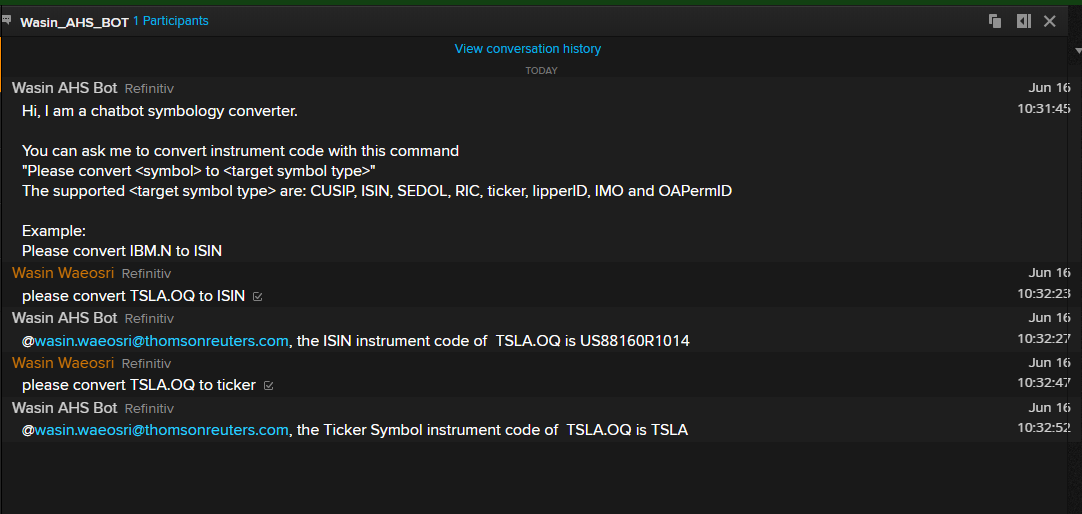 Wasin_AHS_BOT 1 Participants
View conversation history
TODAY
Wasin AHS Bot Refinitiv Jun 16
Hi, I am a chatbot symbology converter. 10:31:45
You can ask me to convert instrument code with this command
"Please convert <symbol> to <target symbol type>"
The supported <target symbol type> are: CUSIP, ISIN, SEDOL, RIC, ticker, lipperID, IMO and OAPermID
Example:
Please convert IBM.N to ISIN
Wasin Waeosri Refinitiv Jun 16
please convert TSLA.OQ to ISIN 10:32:23
Wasin AHS Bot Refinitiv Jun 16
@wasin.waeosri@thomsonreuters.com, the ISIN instrument code of  TSLA.OQ is US88160R1014 10:32:27
Wasin Waeosri Refinitiv Jun 16
please convert TSLA.OQ to ticker 10:32:47
Wasin AHS Bot Refinitiv Jun 16
@wasin.waeosri@thomsonreuters.com, the Ticker Symbol instrument code of  TSLA.OQ is TSLA 10:32:52